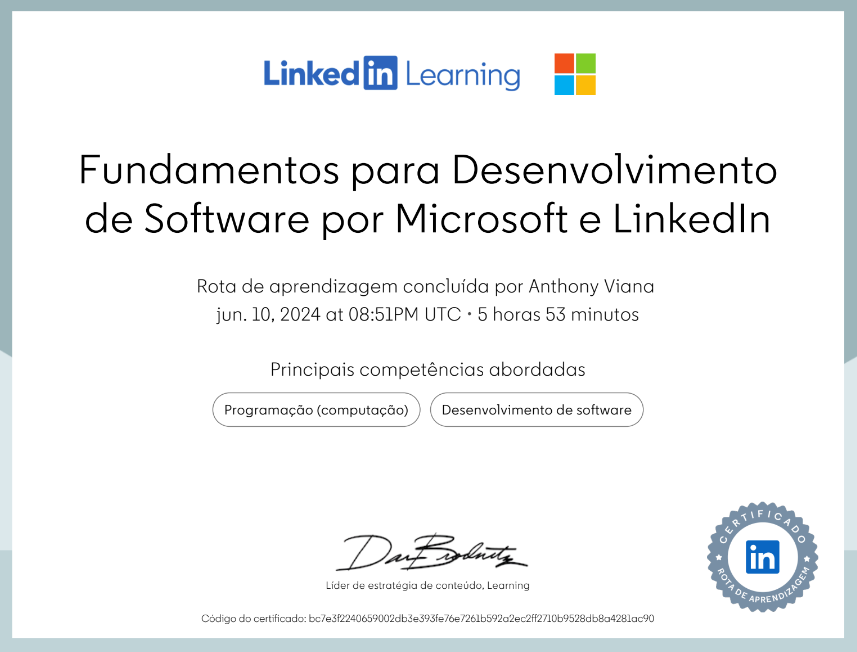 LinkedIn Learning
Fundamentos para Desenvolvimento
de Software por Microsoft e LinkedIn
Rota de aprendizagem concluída por Anthony Viana
jun. 10, 2024 at 08:51PM UTC • 5 horas 53 minutos
Principais competências abordadas
Programação (computação)
Desenvolvimento de software
Dan Brodnitz
Líder de estratégia de conteúdo, Learning
CERTIFICADO
in
ROTA DE APRENDIZAGEM
Código do certificado: bc7e3f2240659002db3e393fe76e7261b592a2ec2ff2710b9528db8a4281ac90